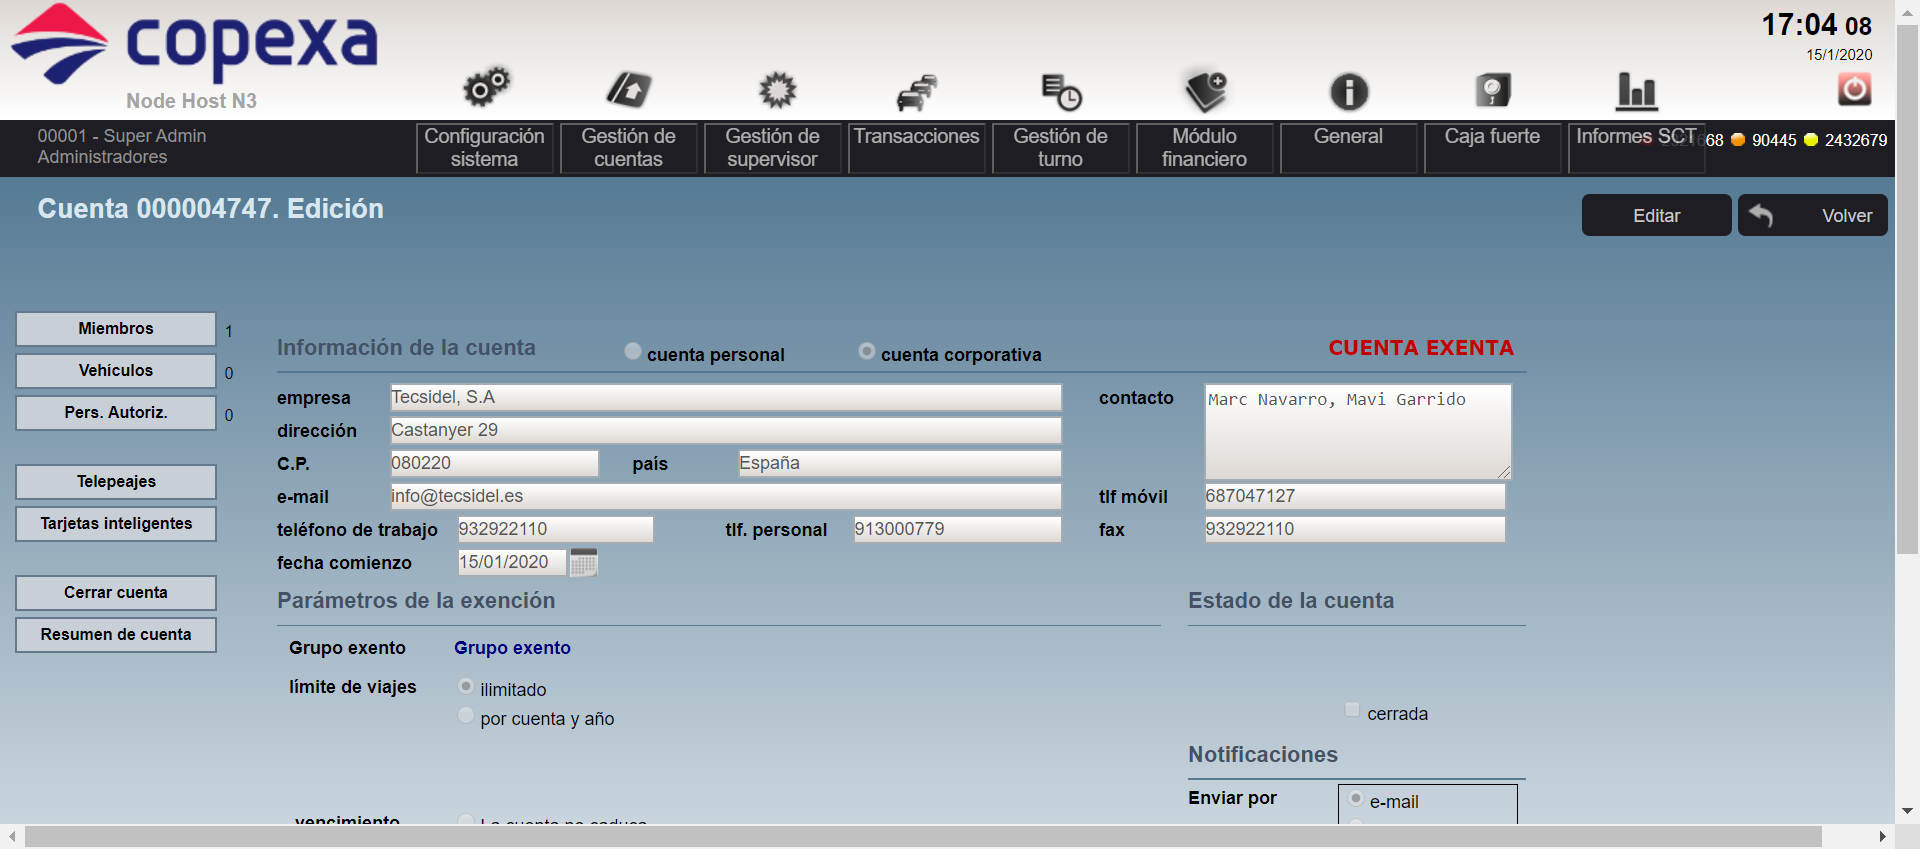 copexa
Node Host N3
17:04 08
15/1/2020
00001 - Super Admin
Administradores
Configuración
sistema
Gestión de
cuentas
Gestión de
supervisor
Transacciones
Gestión de
turno
Módulo
financiero
General
Caja fuerte
Informes SCT
68
90445
2432679
Cuenta 000004747. Edición
Editar
Volver
Miembros 1
Vehículos 0
Pers. Autoriz. 0
Telepeajes
Tarjetas inteligentes
Cerrar cuenta
Resumen de cuenta
Información de la cuenta
cuenta personal
cuenta corporativa
CUENTA EXENTA
empresa Tecsidel, S.A
contacto Marc Navarro, Mavi Garrido
dirección Castanyer 29
C.P. 080220 país España
e-mail info@tecsidel.es
tlf móvil 687047127
teléfono de trabajo 932922110 tlf. personal 913000779
fax 932922110
fecha comienzo 15/01/2020
Parámetros de la exención
Grupo exento Grupo exento
límite de viajes ilimitado
por cuenta y año
vencimiento La cuenta no caduca
Estado de la cuenta
cerrada
Notificaciones
Enviar por e-mail